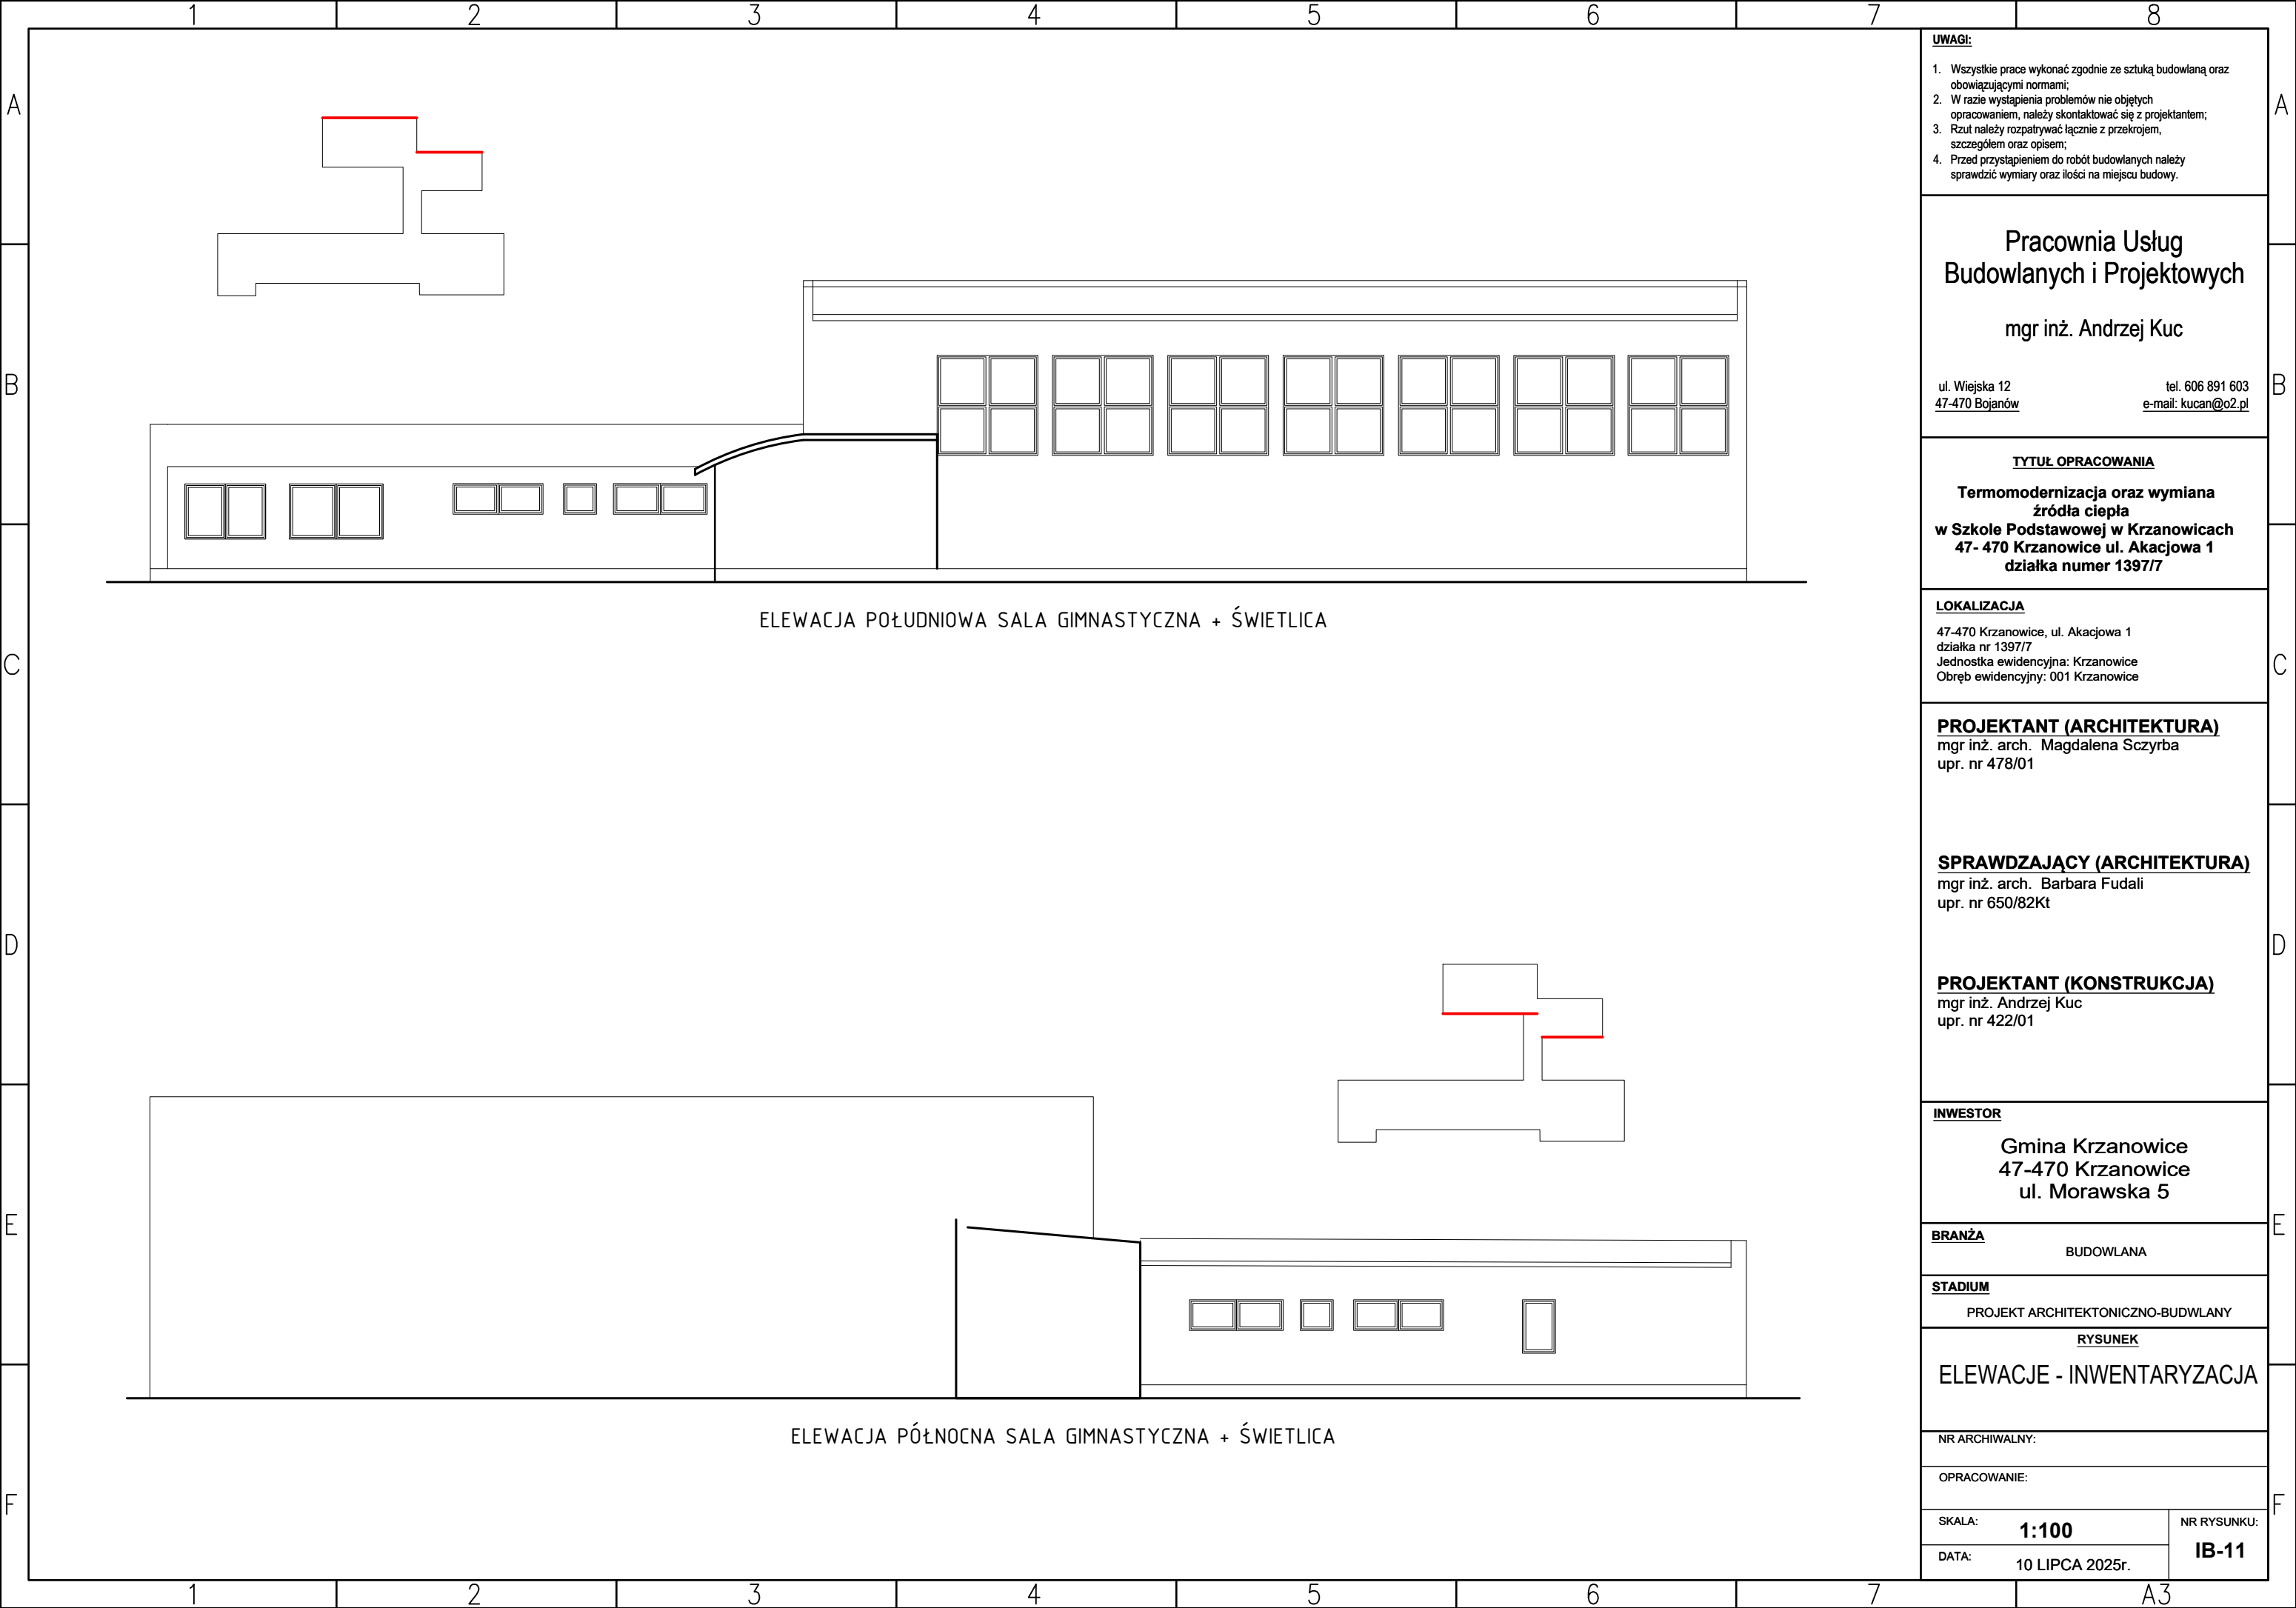 1 2 3 4 5 6 7 8
A A
B B
C C
D D
E E
F F
ELEWACJA POŁUDNIOWA SALA GIMNASTYCZNA + ŚWIETLICA
ELEWACJA PÓŁNOCNA SALA GIMNASTYCZNA + ŚWIETLICA
UWAGI:
1. Wszystkie prace wykonać zgodnie ze sztuką budowlaną oraz
obowiązującymi normami;
2. W razie wystąpienia problemów nie objętych
opracowaniem, należy skontaktować się z projektantem;
3. Rzut należy rozpatrywać łącznie z przekrojem,
szczegółem oraz opisem;
4. Przed przystąpieniem do robót budowlanych należy
sprawdzić wymiary oraz ilości na miejscu budowy.
Pracownia Usług
Budowlanych i Projektowych
mgr inż. Andrzej Kuc
ul. Wiejska 12 tel. 606 891 603
47-470 Bojanów e-mail: kucan@o2.pl
TYTUŁ OPRACOWANIA
Termomodernizacja oraz wymiana
źródła ciepła
w Szkole Podstawowej w Krzanowicach
47- 470 Krzanowice ul. Akacjowa 1
działka numer 1397/7
LOKALIZACJA
47-470 Krzanowice, ul. Akacjowa 1
działka nr 1397/7
Jednostka ewidencyjna: Krzanowice
Obręb ewidencyjny: 001 Krzanowice
PROJEKTANT (ARCHITEKTURA)
mgr inż. arch. Magdalena Sczyrba
upr. nr 478/01
SPRAWDZAJĄCY (ARCHITEKTURA)
mgr inż. arch. Barbara Fudali
upr. nr 650/82Kt
PROJEKTANT (KONSTRUKCJA)
mgr inż. Andrzej Kuc
upr. nr 422/01
INWESTOR
Gmina Krzanowice
47-470 Krzanowice
ul. Morawska 5
BRANŻA
BUDOWLANA
STADIUM
PROJEKT ARCHITEKTONICZNO-BUDWLANY
RYSUNEK
ELEWACJE - INWENTARYZACJA
NR ARCHIWALNY:
OPRACOWANIE:
SKALA: 1:100 NR RYSUNKU:
IB-11
DATA: 10 LIPCA 2025r.
1 2 3 4 5 6 7 A3